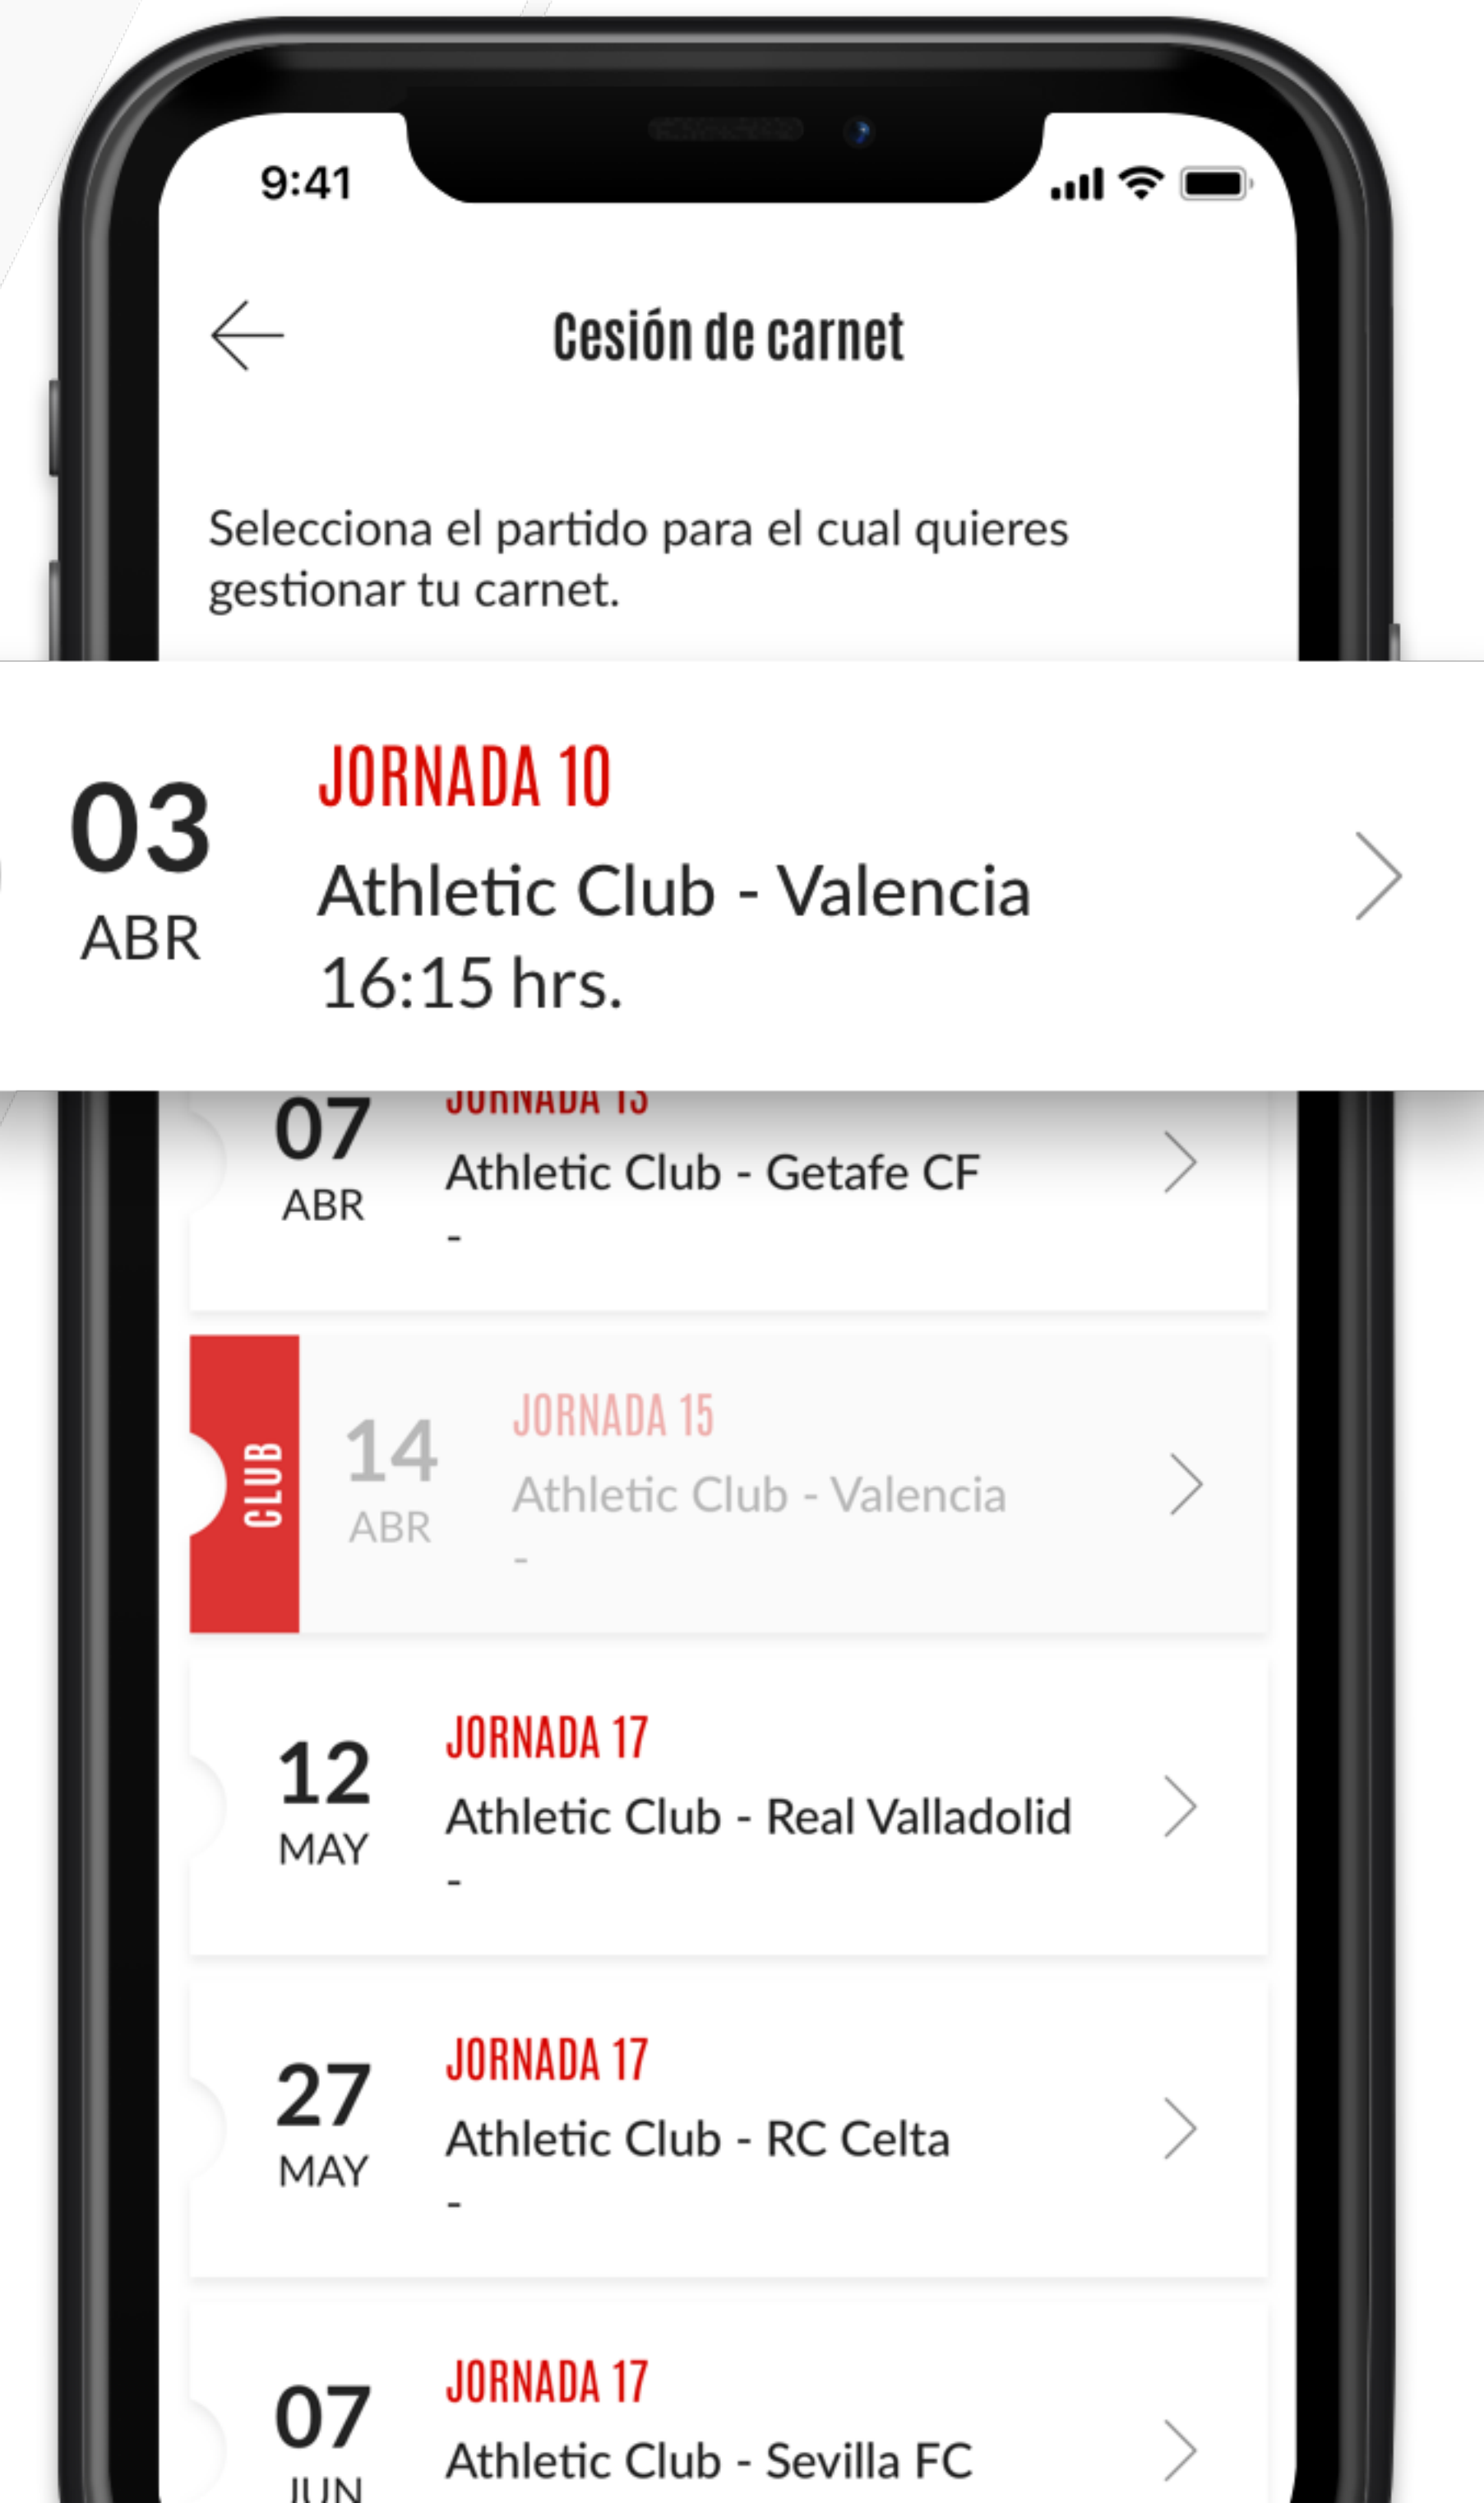 9:41
Cesión de carnet
Selecciona el partido para el cual quieres
gestionar tu carnet.
03
ABR
JORNADA 10
Athletic Club - Valencia
16:15 hrs.
07
ABR
JORNADA 13
Athletic Club - Getafe CF
-
CLUB
14
ABR
JORNADA 15
Athletic Club - Valencia
-
12
MAY
JORNADA 17
Athletic Club - Real Valladolid
-
27
MAY
JORNADA 17
Athletic Club - RC Celta
-
07
JUN
JORNADA 17
Athletic Club - Sevilla FC